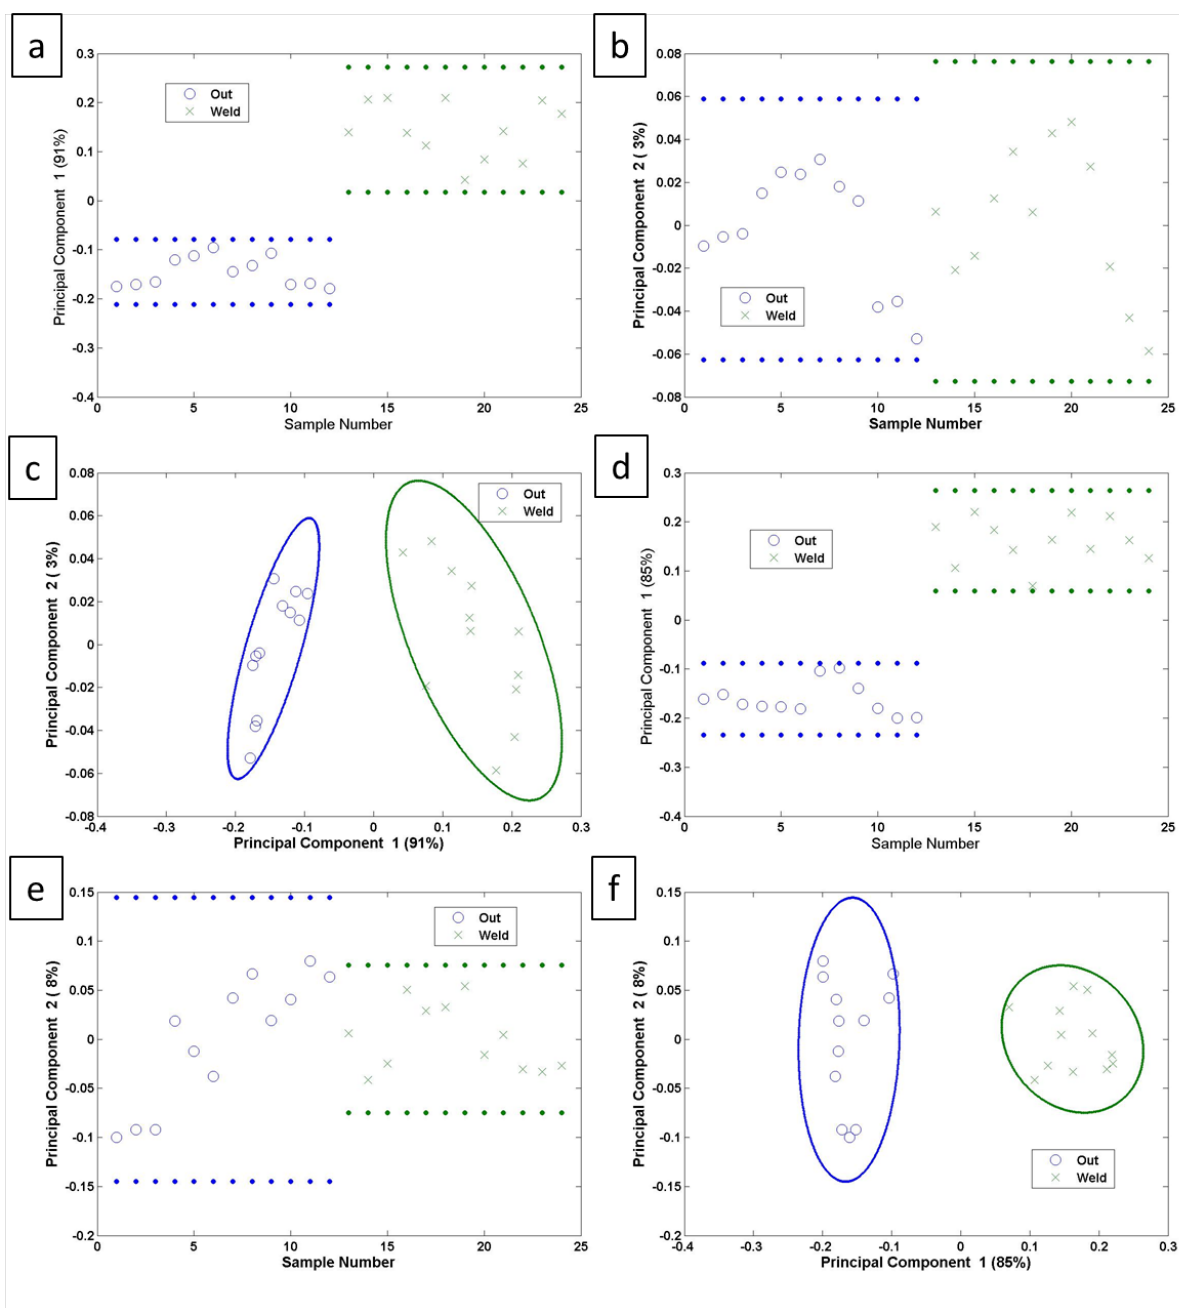 a
0.3
0.2
0.1
0
-0.1
-0.2
-0.3
-0.4
Principal Component 1 (91%)
Out
Weld
0 5 10 15 20 25
Sample Number
b
0.08
0.06
0.04
0.02
0
-0.02
-0.04
-0.06
-0.08
Principal Component 2 ( 3%)
Out
Weld
0 5 10 15 20 25
Sample Number
c
0.08
0.06
0.04
0.02
0
-0.02
-0.04
-0.06
-0.08
Principal Component 2 ( 3%)
Out
Weld
-0.4 -0.3 -0.2 -0.1 0 0.1 0.2 0.3
Principal Component 1 (91%)
d
0.3
0.2
0.1
0
-0.1
-0.2
-0.3
-0.4
Principal Component 1 (85%)
Out
Weld
0 5 10 15 20 25
Sample Number
e
0.15
0.1
0.05
0
-0.05
-0.1
-0.15
-0.2
Principal Component 2 ( 8%)
Out
Weld
0 5 10 15 20 25
Sample Number
f
0.15
0.1
0.05
0
-0.05
-0.1
-0.15
-0.2
Principal Component 2 ( 8%)
Out
Weld
-0.4 -0.3 -0.2 -0.1 0 0.1 0.2 0.3
Principal Component 1 (85%)